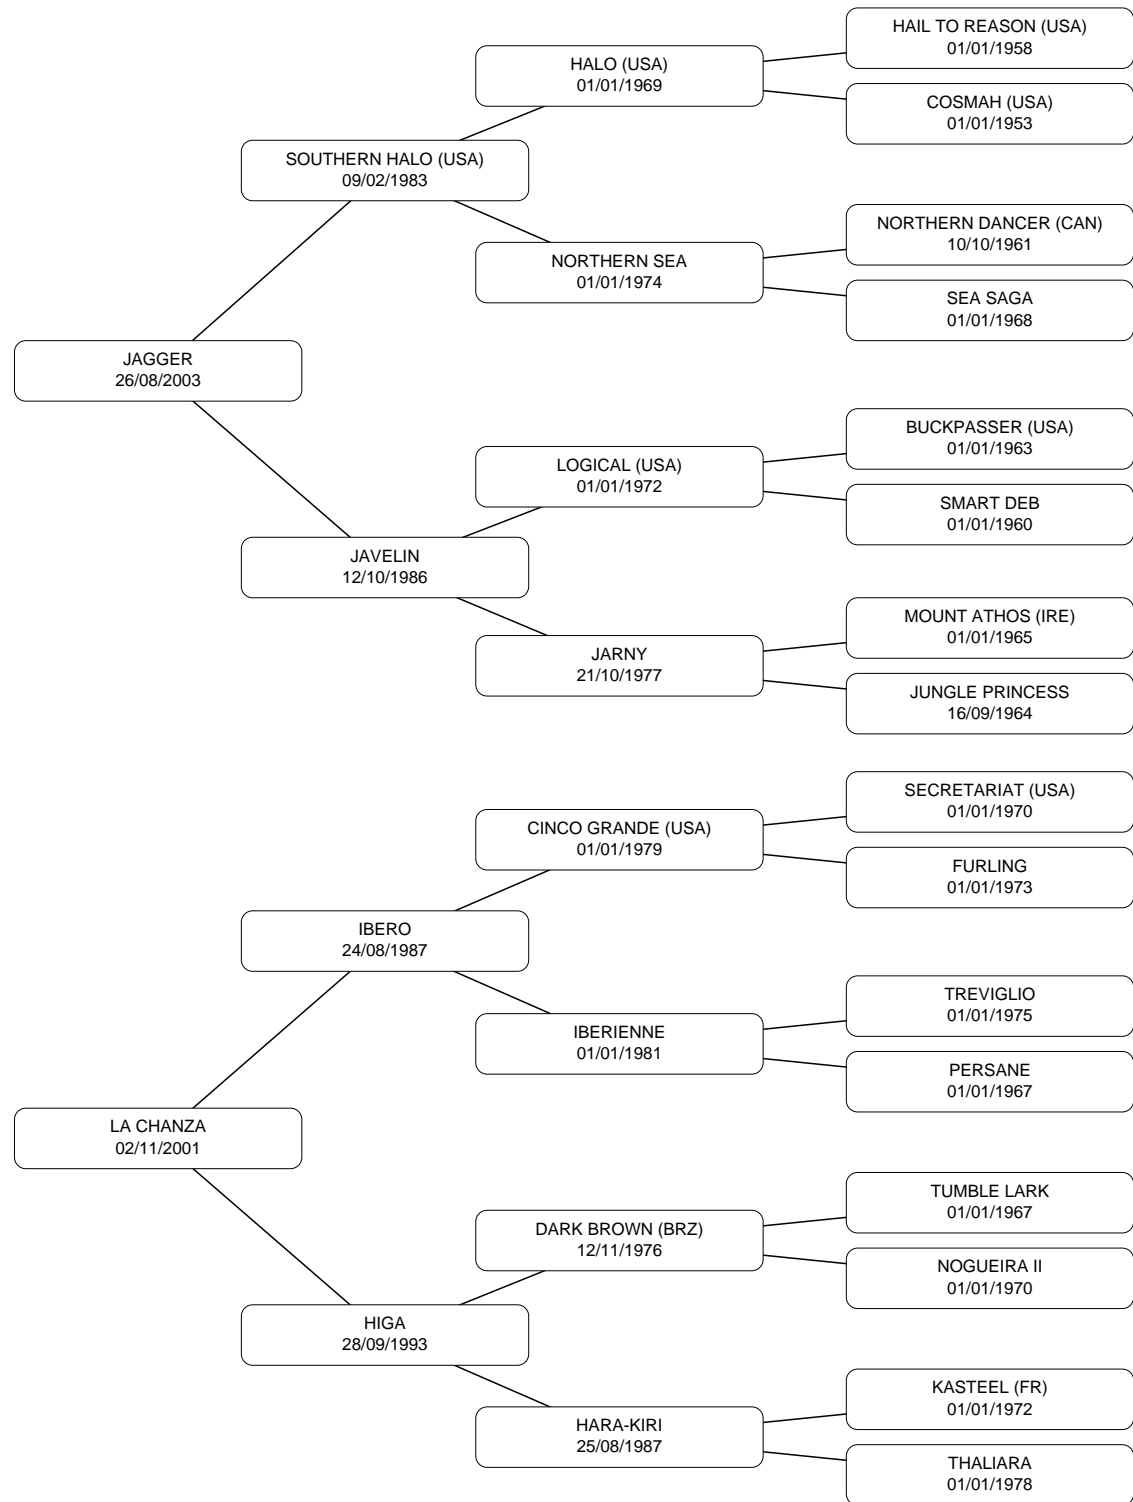 HAIL TO REASON (USA)
01/01/1958
HALO (USA)
01/01/1969
COSMAH (USA)
01/01/1953
SOUTHERN HALO (USA)
09/02/1983
NORTHERN DANCER (CAN)
10/10/1961
NORTHERN SEA
01/01/1974
SEA SAGA
01/01/1968
JAGGER
26/08/2003
BUCKPASSER (USA)
01/01/1963
LOGICAL (USA)
01/01/1972
SMART DEB
01/01/1960
JAVELIN
12/10/1986
MOUNT ATHOS (IRE)
01/01/1965
JARNY
21/10/1977
JUNGLE PRINCESS
16/09/1964
SECRETARIAT (USA)
01/01/1970
CINCO GRANDE (USA)
01/01/1979
FURLING
01/01/1973
IBERO
24/08/1987
TREVIGLIO
01/01/1975
IBERIENNE
01/01/1981
PERSANE
01/01/1967
LA CHANZA
02/11/2001
TUMBLE LARK
01/01/1967
DARK BROWN (BRZ)
12/11/1976
NOGUEIRA II
01/01/1970
HIGA
28/09/1993
KASTEEL (FR)
01/01/1972
HARA-KIRI
25/08/1987
THALIARA
01/01/1978